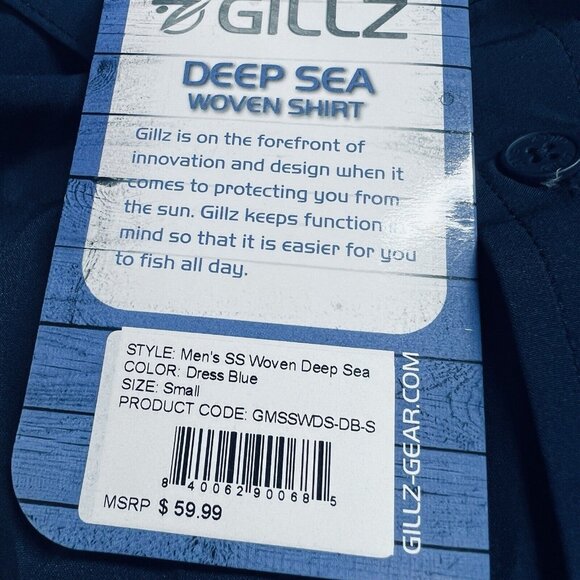 GILLZ
DEEP SEA
WOVEN SHIRT
Gillz is on the forefront of
innovation and design when it
comes to protecting you from
the sun. Gillz keeps function in
mind so that it is easier for you
to fish all day.
STYLE: Men's SS Woven Deep Sea
COLOR: Dress Blue
SIZE: Small
PRODUCT CODE: GMSSWDS-DB-S
8 40062 90068 5
MSRP $ 59.99
GILLZ-GEAR.COM